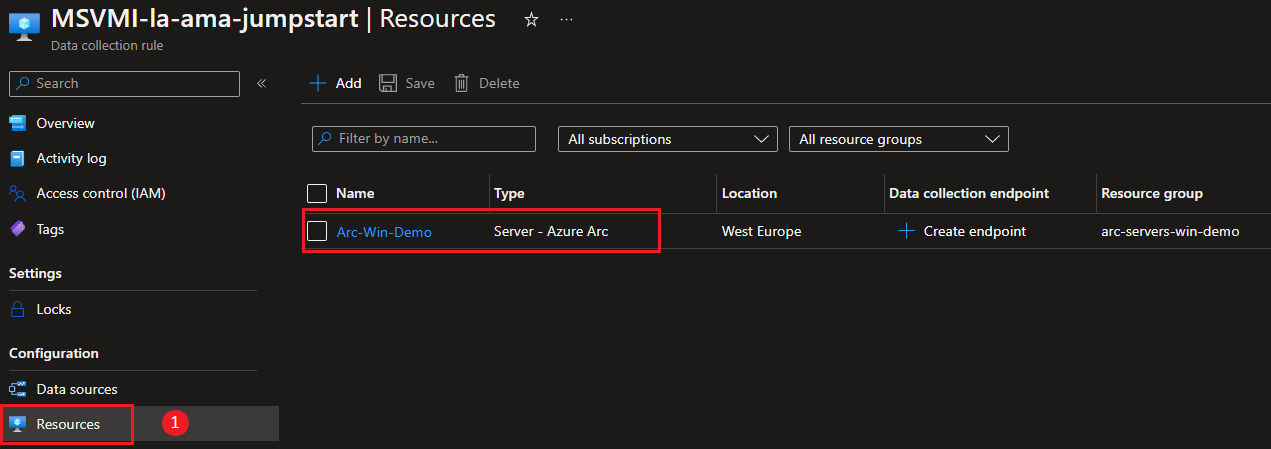 MSVMI-la-ama-jumpstart | Resources ☆ ···
Data collection rule
Search «
+ Add Save Delete
Overview
Activity log
Access control (IAM)
Tags
Settings
Locks
Configuration
Data sources
Resources 1
Filter by name... All subscriptions All resource groups
Name Type Location Data collection endpoint Resource group
Arc-Win-Demo Server - Azure Arc West Europe + Create endpoint arc-servers-win-demo